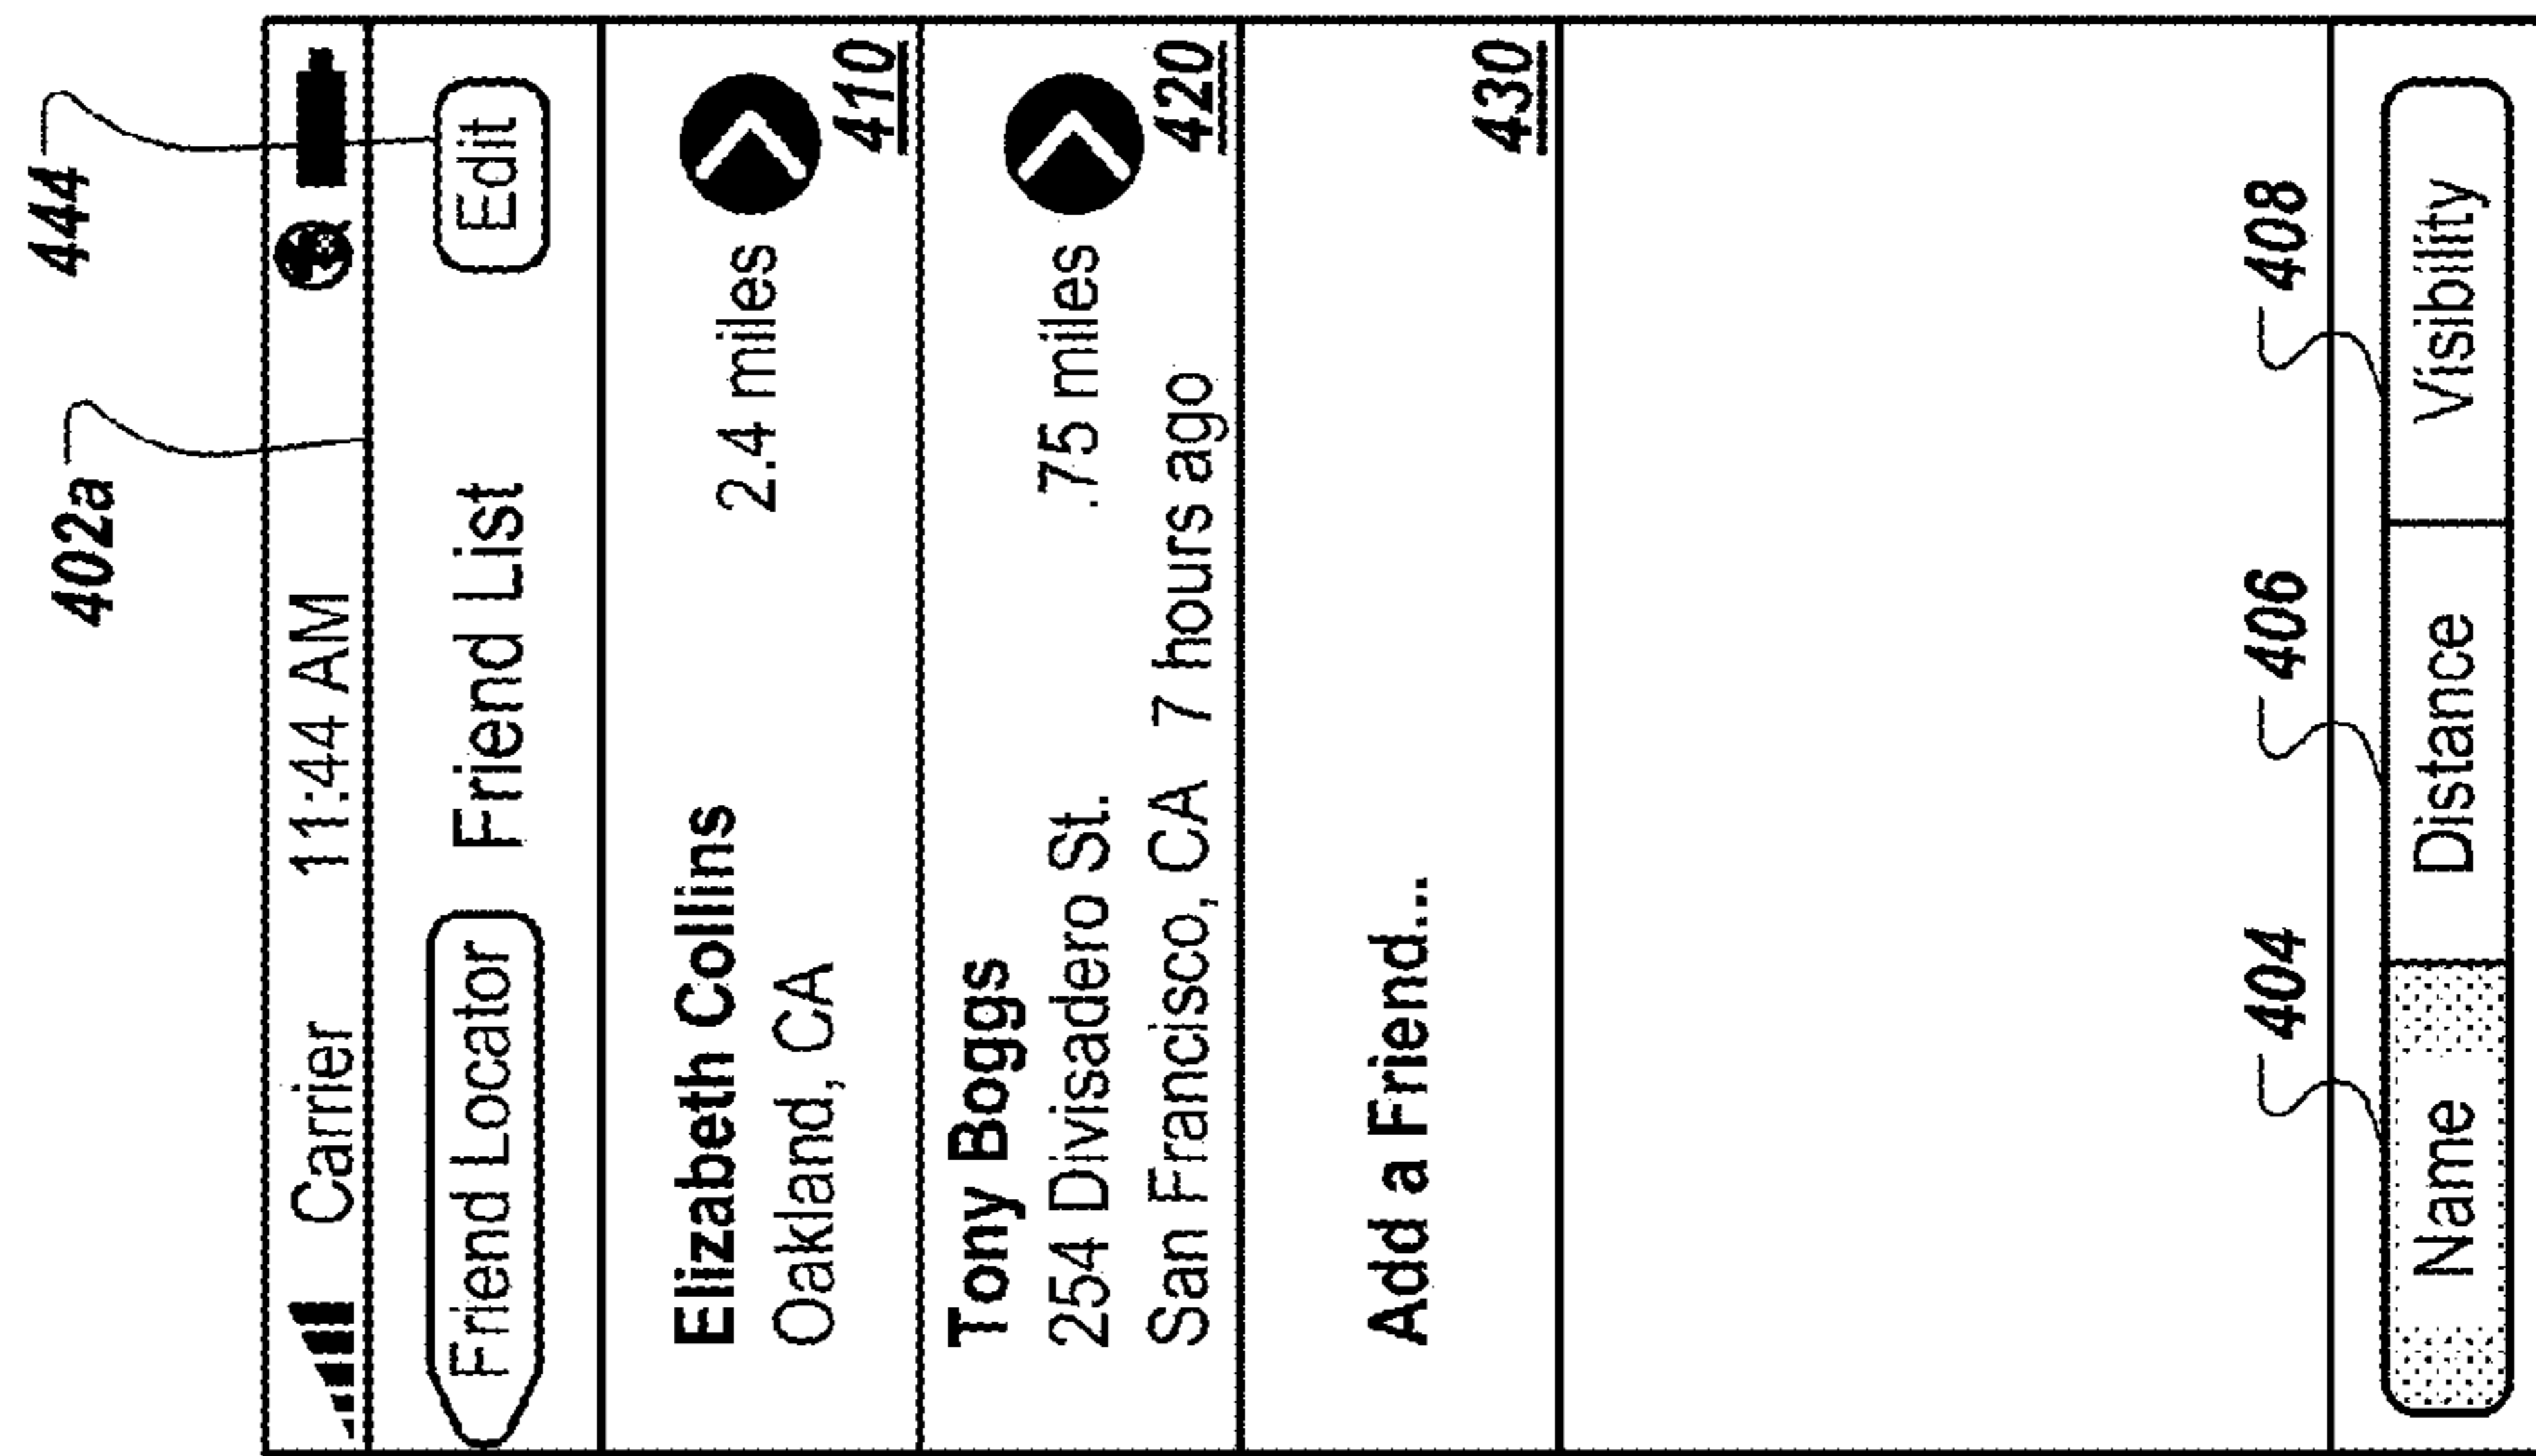 444
402a
Carrier 11:44 AM
Friend Locator Friend List Edit
Elizabeth Collins 2.4 miles
Oakland, CA
410
Tony Boggs
254 Divisadero St. .75 miles
San Francisco, CA 7 hours ago 420
Add a Friend...
430
404 406 408
Name Distance Visibility